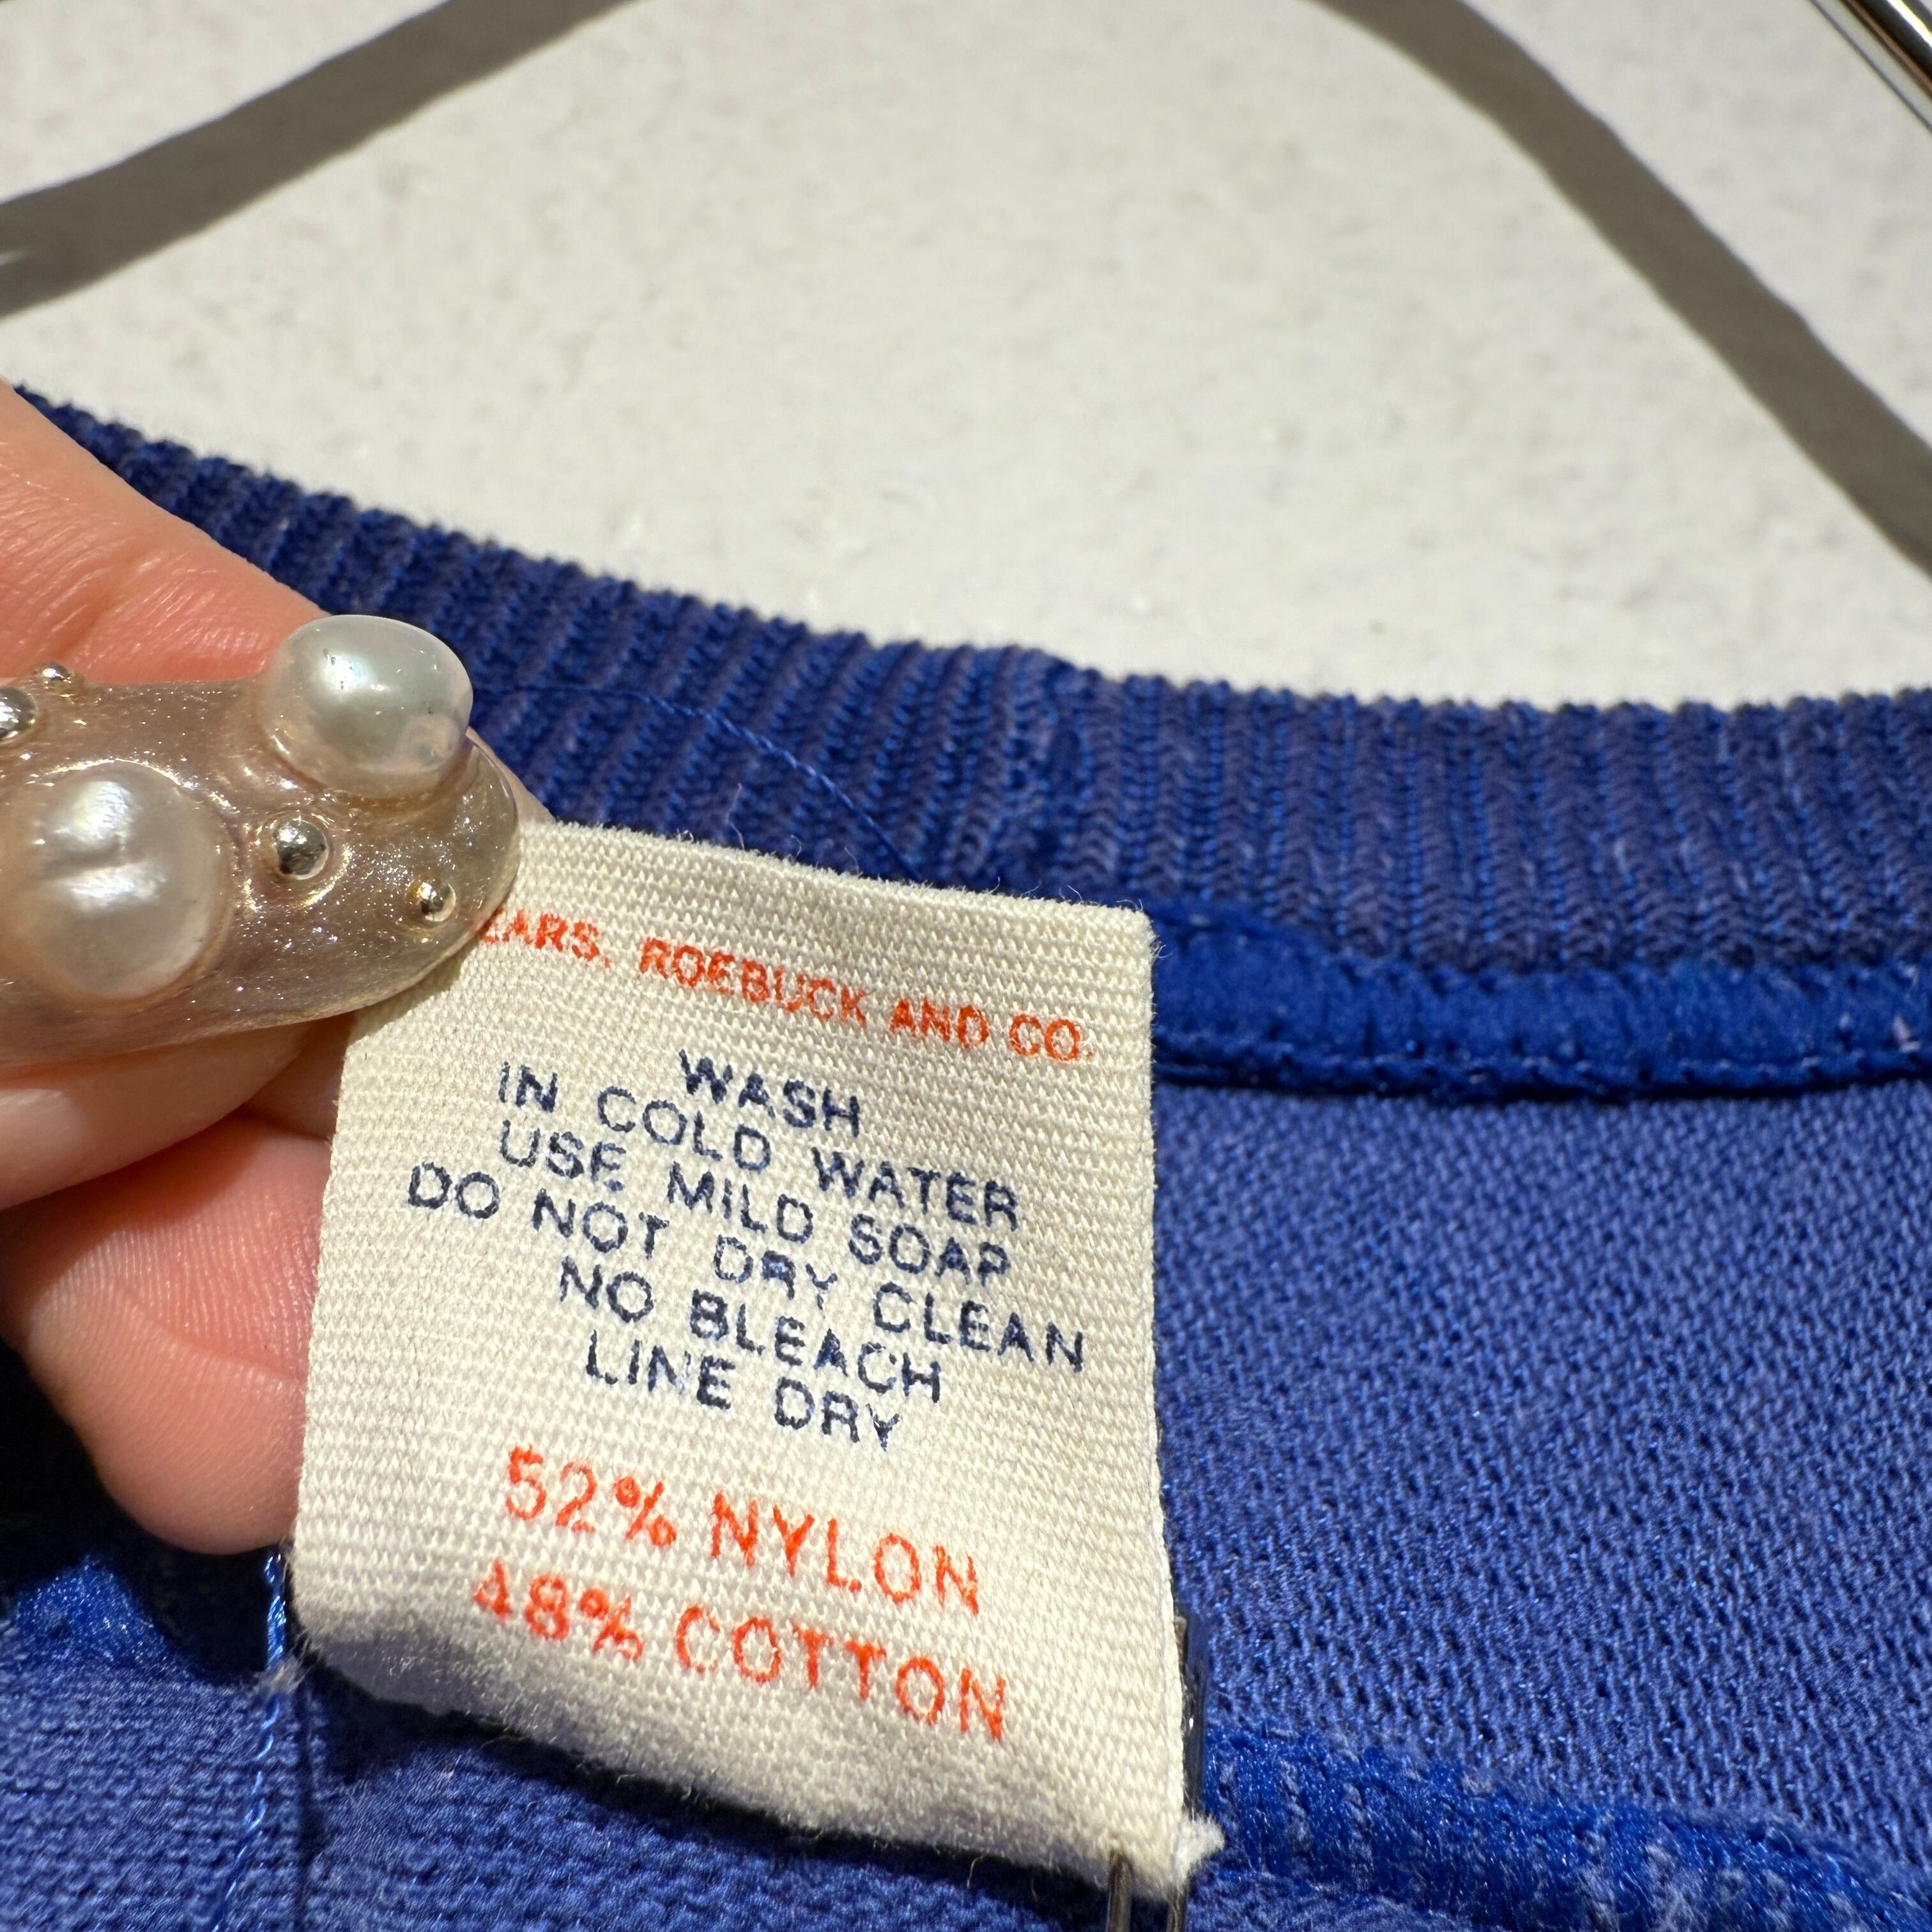 EARS, ROEBUCK AND CO.
WASH
IN COLD WATER
USE MILD SOAP
DO NOT DRY CLEAN
NO BLEACH
LINE DRY
52% NYLON
48% COTTON